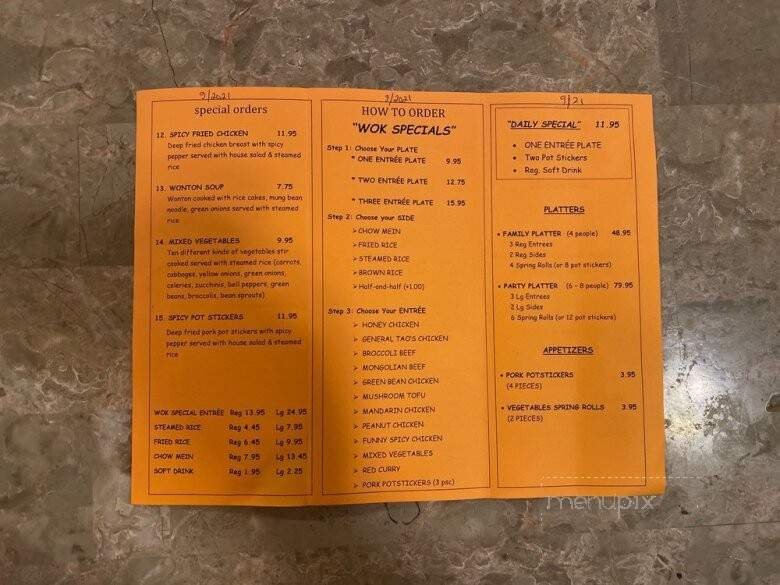 9/2021
special orders
12. SPICY FRIED CHICKEN 11.95
Deep fried chicken breast with spicy
pepper served with house salad & steamed
rice
13. WONTON SOUP 7.75
Wonton cooked with rice cakes, mung bean
noodle, green onions served with steamed
rice
14. MIXED VEGETABLES 9.95
Ten different kinds of vegetables stir
cooked served with steamed rice (carrots,
cabbages, yellow onions, green onions,
celeries, zucchinis, bell peppers, green
beans, broccolis, bean sprouts)
15. SPICY POT STICKERS 11.95
Deep fried pork pot stickers with spicy
pepper served with house salad & steamed
rice
WOK SPECIAL ENTRÉE Reg 13.95 Lg 24.95
STEAMED RICE Reg 4.45 Lg 7.95
FRIED RICE Reg 6.45 Lg 9.95
CHOW MEIN Reg 7.95 Lg 13.45
SOFT DRINK Reg 1.95 Lg 2.25
9/2021
HOW TO ORDER
"WOK SPECIALS"
Step 1: Choose Your PLATE
* ONE ENTRÉE PLATE 9.95
* TWO ENTRÉE PLATE 12.75
* THREE ENTRÉE PLATE 15.95
Step 2: Choose your SIDE
➢ CHOW MEIN
➢ FRIED RICE
➢ STEAMED RICE
➢ BROWN RICE
➢ Half-and-half (+1.00)
Step 3: Choose Your ENTRÉE
➢ HONEY CHICKEN
➢ GENERAL TAO'S CHICKEN
➢ BROCCOLI BEEF
➢ MONGOLIAN BEEF
➢ GREEN BEAN CHICKEN
➢ MUSHROOM TOFU
➢ MANDARIN CHICKEN
➢ PEANUT CHICKEN
➢ FUNNY SPICY CHICKEN
➢ MIXED VEGETABLES
➢ RED CURRY
➢ PORK POTSTICKERS (3 psc)
9/21
"DAILY SPECIAL" 11.95
• ONE ENTRÉE PLATE
• Two Pot Stickers
• Reg. Soft Drink
PLATTERS
• FAMILY PLATTER (4 people) 48.95
3 Reg Entrees
2 Reg Sides
4 Spring Rolls (or 8 pot stickers)
• PARTY PLATTER (6 - 8 people) 79.95
3 Lg Entrees
2 Lg Sides
6 Spring Rolls (or 12 pot stickers)
APPETIZERS
• PORK POTSTICKERS 3.95
(4 PIECES)
• VEGETABLES SPRING ROLLS 3.95
(2 PIECES)
menupix